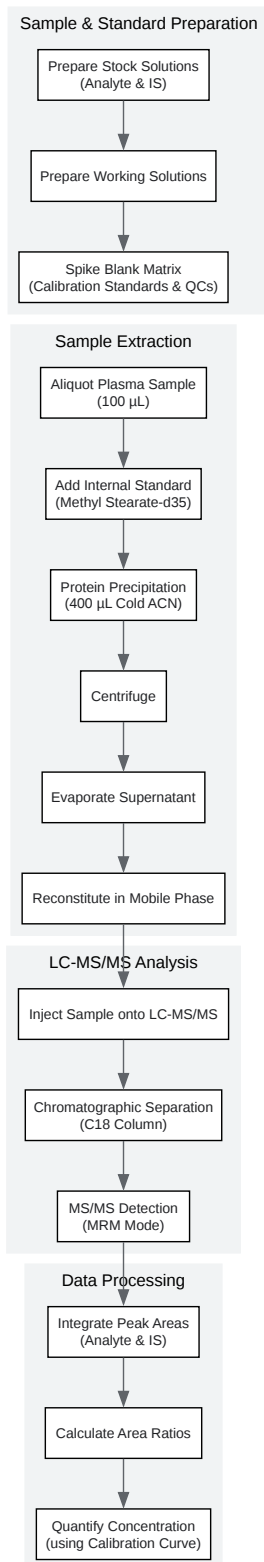 Sample & Standard Preparation
Prepare Stock Solutions
(Analyte & IS)
Prepare Working Solutions
Spike Blank Matrix
(Calibration Standards & QCs)
Sample Extraction
Aliquot Plasma Sample
(100 µL)
Add Internal Standard
(Methyl Stearate-d35)
Protein Precipitation
(400 µL Cold ACN)
Centrifuge
Evaporate Supernatant
Reconstitute in Mobile Phase
LC-MS/MS Analysis
Inject Sample onto LC-MS/MS
Chromatographic Separation
(C18 Column)
MS/MS Detection
(MRM Mode)
Data Processing
Integrate Peak Areas
(Analyte & IS)
Calculate Area Ratios
Quantify Concentration
(using Calibration Curve)